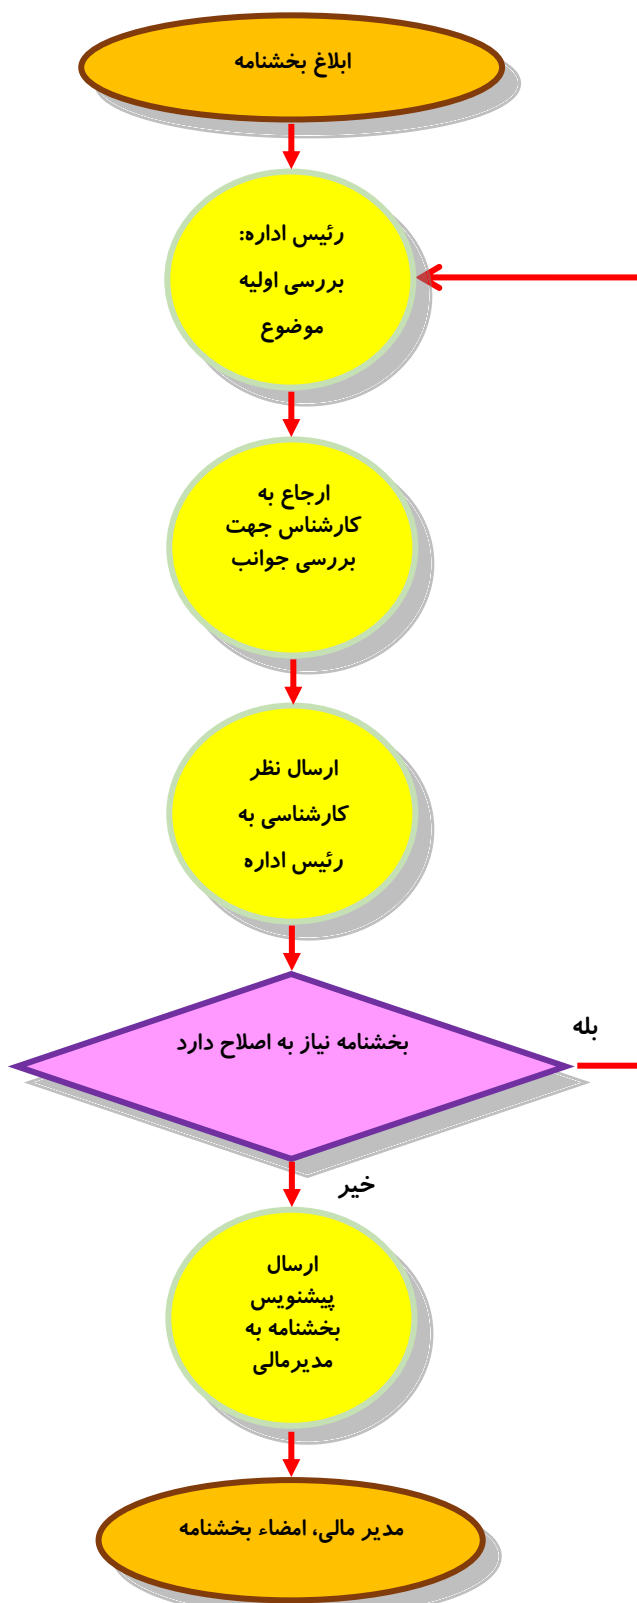 ابلاغ بخشنامه
رئیس اداره:
بررسی اولیه
موضوع
ارجاع به
کارشناس جهت
بررسی جوانب
ارسال نظر
کارشناسی به
رئیس اداره
بخشنامه نیاز به اصلاح دارد
بله
خیر
ارسال
پیشنویس
بخشنامه به
مدیرمالی
مدیر مالی، امضاء بخشنامه